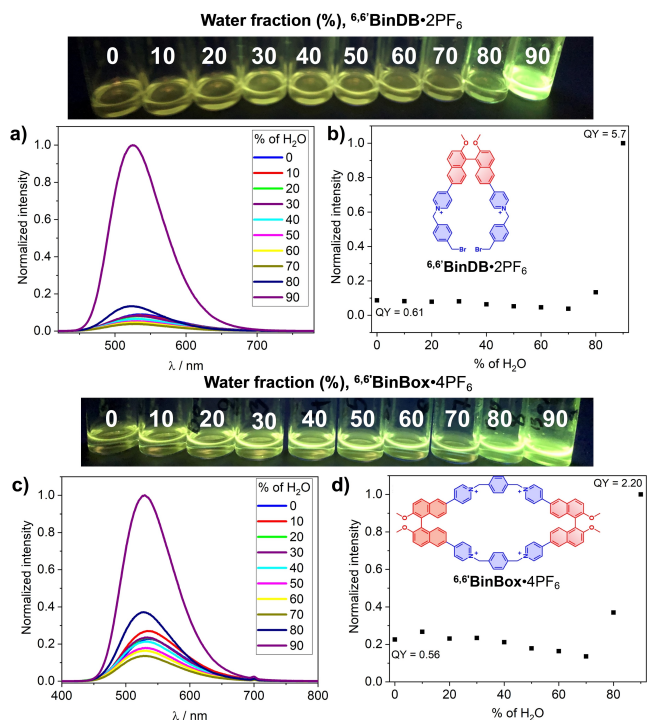 Water fraction (%), ⁶,⁶'BinDB•2PF₆
0 10 20 30 40 50 60 70 80 90
a)
Normalized intensity
1.0
0.8
0.6
0.4
0.2
0.0
500 600 700
λ / nm
% of H₂O
0
10
20
30
40
50
60
70
80
90
b)
Normalized intensity
1.0
0.8
0.6
0.4
0.2
0.0
0 20 40 60 80
% of H₂O
QY = 5.7
QY = 0.61
O O
N⁺ N⁺
Br Br
⁶,⁶'BinDB•2PF₆
Water fraction (%), ⁶,⁶'BinBox•4PF₆
0 10 20 30 40 50 60 70 80 90
c)
Normalized intensity
1.0
0.8
0.6
0.4
0.2
0.0
400 500 600 700 800
λ / nm
% of H₂O
0
10
20
30
40
50
60
70
80
90
d)
Normalized intensity
1.0
0.8
0.6
0.4
0.2
0.0
0 20 40 60 80
% of H₂O
QY = 2.20
QY = 0.56
N⁺ N⁺
O O
O O
N⁺ N⁺
⁶,⁶'BinBox•4PF₆